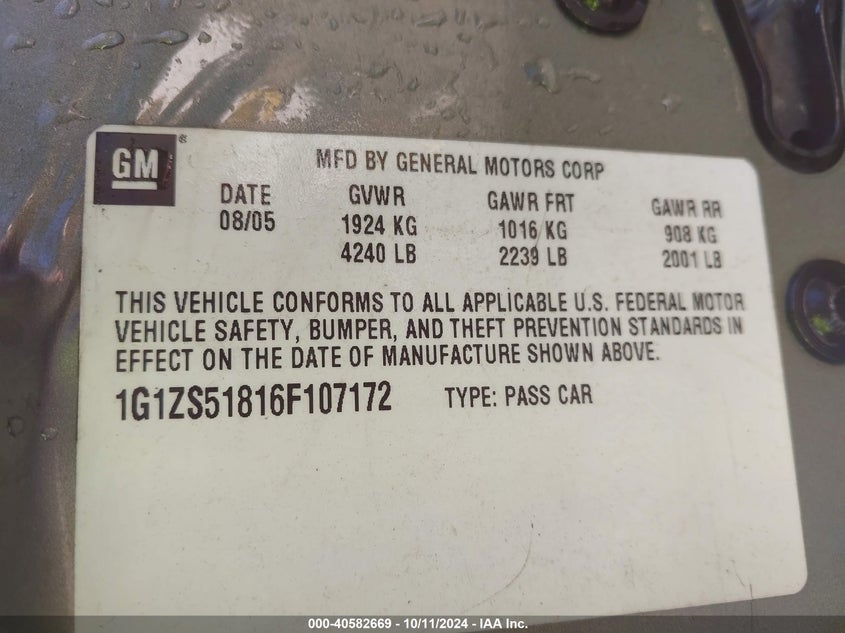 GM®
MFD BY GENERAL MOTORS CORP
DATE GVWR GAWR FRT GAWR RR
08/05 1924 KG 1016 KG 908 KG
4240 LB 2239 LB 2001 LB
THIS VEHICLE CONFORMS TO ALL APPLICABLE U.S. FEDERAL MOTOR
VEHICLE SAFETY, BUMPER, AND THEFT PREVENTION STANDARDS IN
EFFECT ON THE DATE OF MANUFACTURE SHOWN ABOVE.
1G1ZS51816F107172 TYPE: PASS CAR
000-40582669 - 10/11/2024 - IAA Inc.